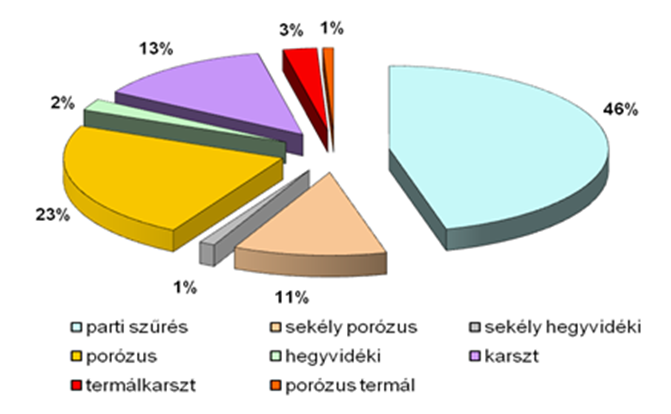 3% 1%
13%
46%
2%
23%
1%
11%
parti szűrés sekély porózus sekély hegyvidéki
porózus hegyvidéki karszt
termálkarszt porózus termál